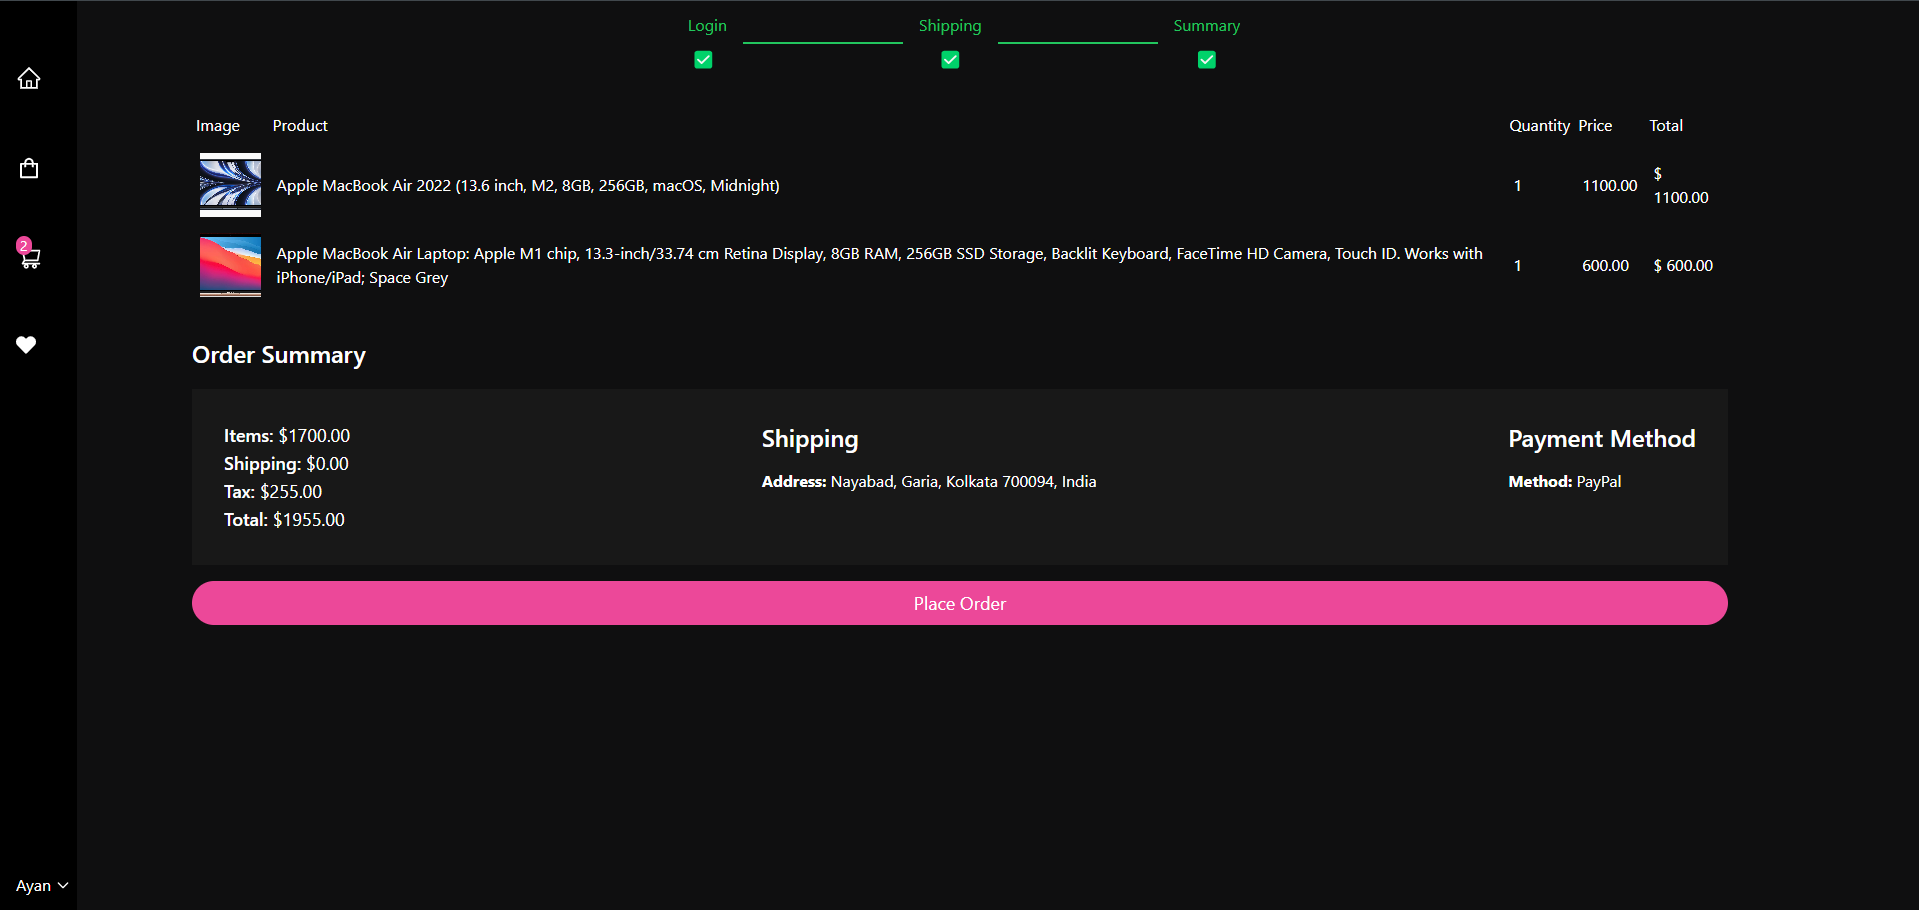 Login Shipping Summary
Image Product Quantity Price Total
Apple MacBook Air 2022 (13.6 inch, M2, 8GB, 256GB, macOS, Midnight) 1 1100.00 $
1100.00
2
Apple MacBook Air Laptop: Apple M1 chip, 13.3-inch/33.74 cm Retina Display, 8GB RAM, 256GB SSD Storage, Backlit Keyboard, FaceTime HD Camera, Touch ID. Works with
iPhone/iPad; Space Grey
1 600.00 $ 600.00
Order Summary
Items: $1700.00
Shipping: $0.00
Tax: $255.00
Total: $1955.00
Shipping
Address: Nayabad, Garia, Kolkata 700094, India
Payment Method
Method: PayPal
Place Order
Ayan